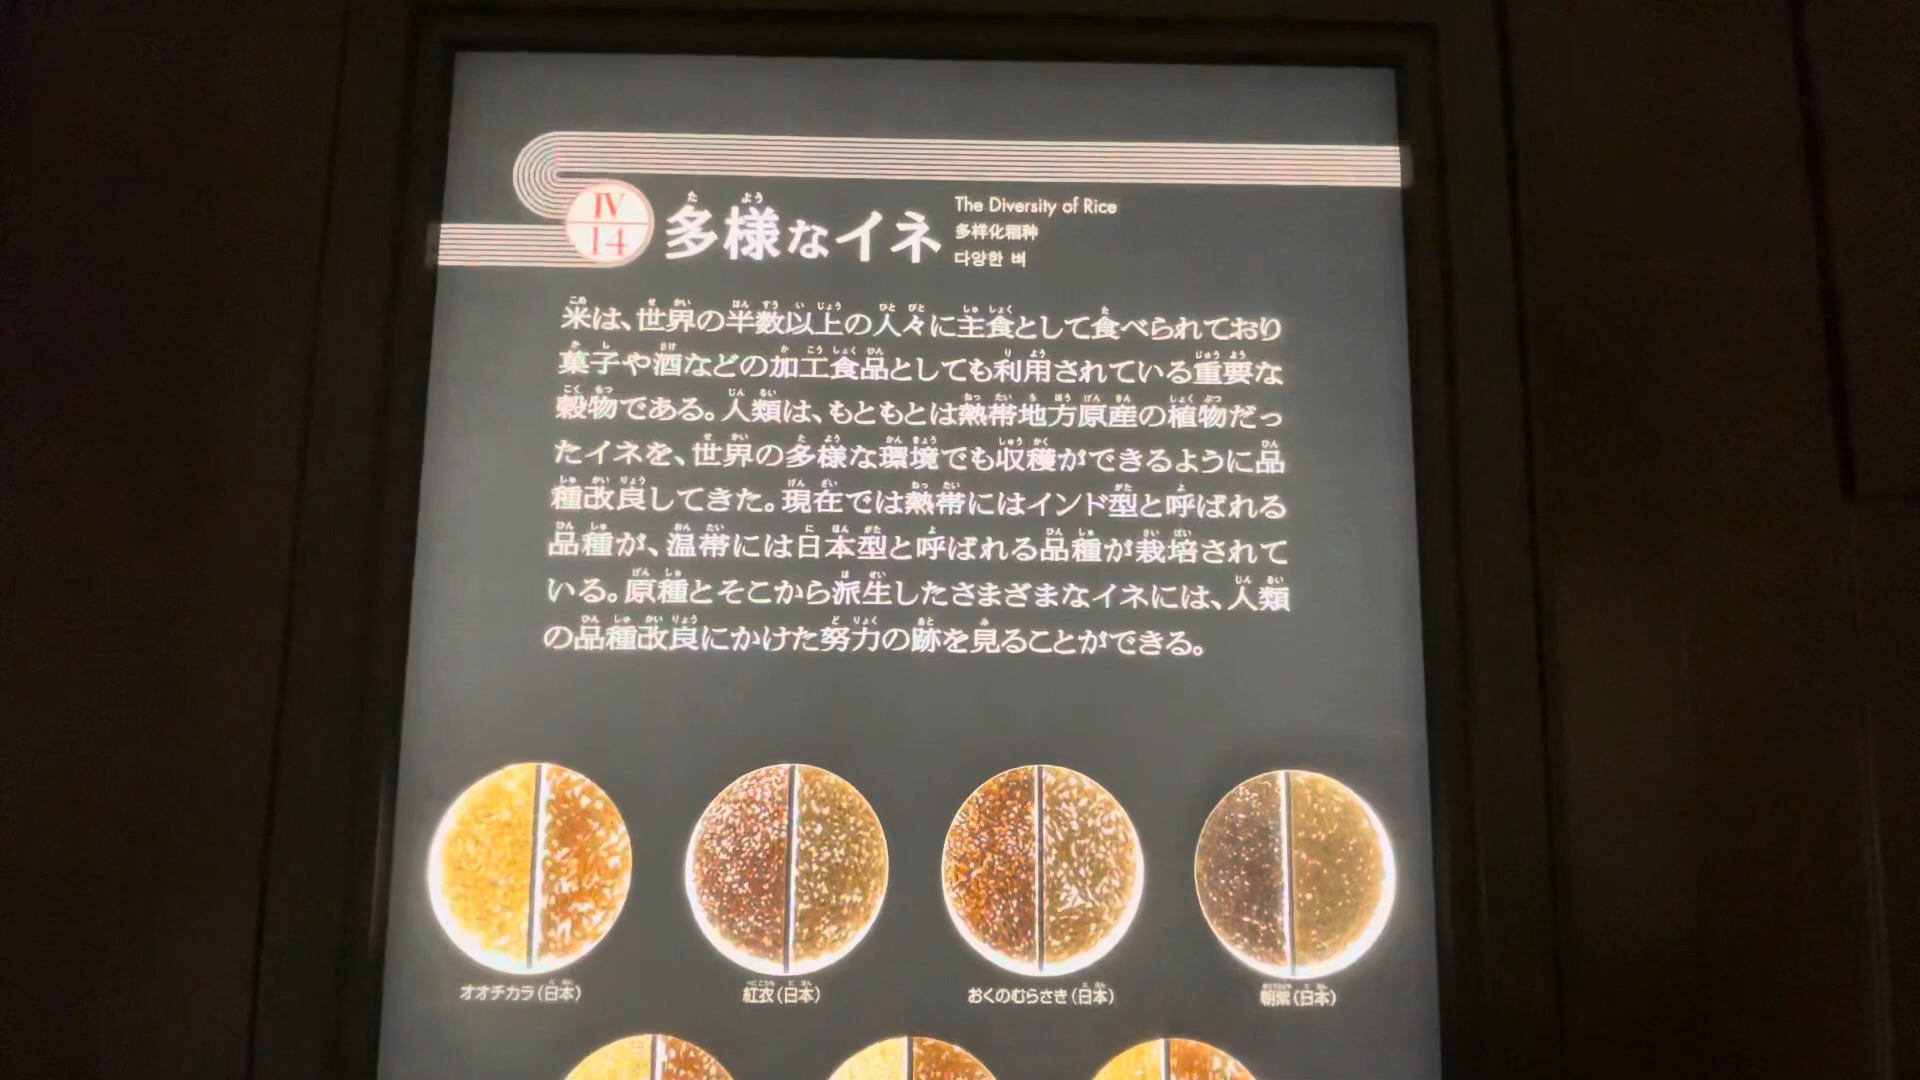 IV
14
多様なイネ
The Diversity of Rice
多样化稲种
다양한 벼
米は、世界の半数以上の人々に主食として食べられており
菓子や酒などの加工食品としても利用されている重要な
穀物である。人類は、もともとは熱帯地方原産の植物だっ
たイネを、世界の多様な環境でも収穫ができるように品
種改良してきた。現在では熱帯にはインド型と呼ばれる
品種が、温帯には日本型と呼ばれる品種が栽培されて
いる。原種とそこから派生したさまざまなイネには、人類
の品種改良にかけた努力の跡を見ることができる。
オオチカラ（日本）
紅衣（日本）
おくのむらさき（日本）
朝紫（日本）